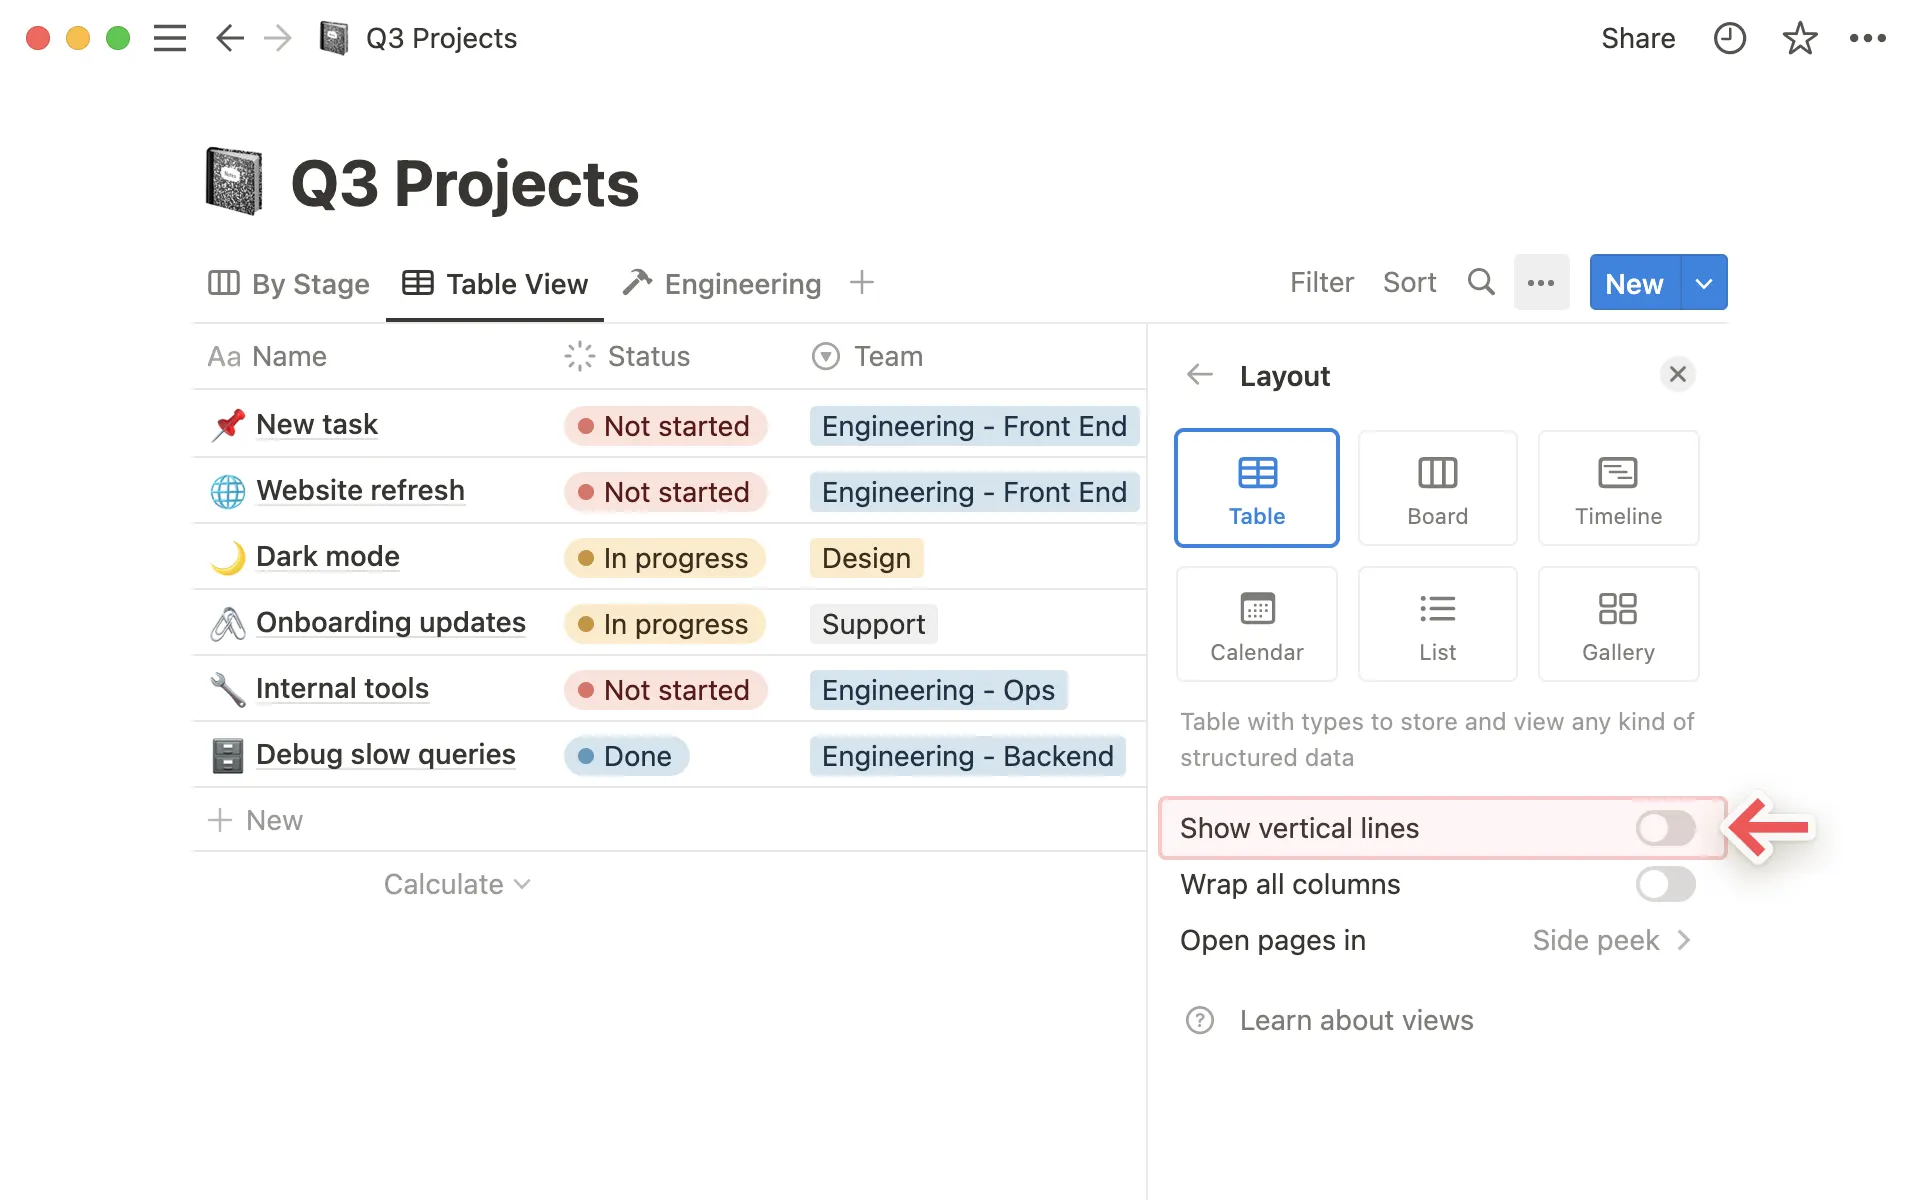 Q3 Projects
Share
Q3 Projects
By Stage Table View Engineering
Filter Sort New
Aa Name Status Team
New task Not started Engineering - Front End
Website refresh Not started Engineering - Front End
Dark mode In progress Design
Onboarding updates In progress Support
Internal tools Not started Engineering - Ops
Debug slow queries Done Engineering - Backend
New
Calculate
Layout
Table Board Timeline
Calendar List Gallery
Table with types to store and view any kind of
structured data
Show vertical lines
Wrap all columns
Open pages in Side peek
Learn about views